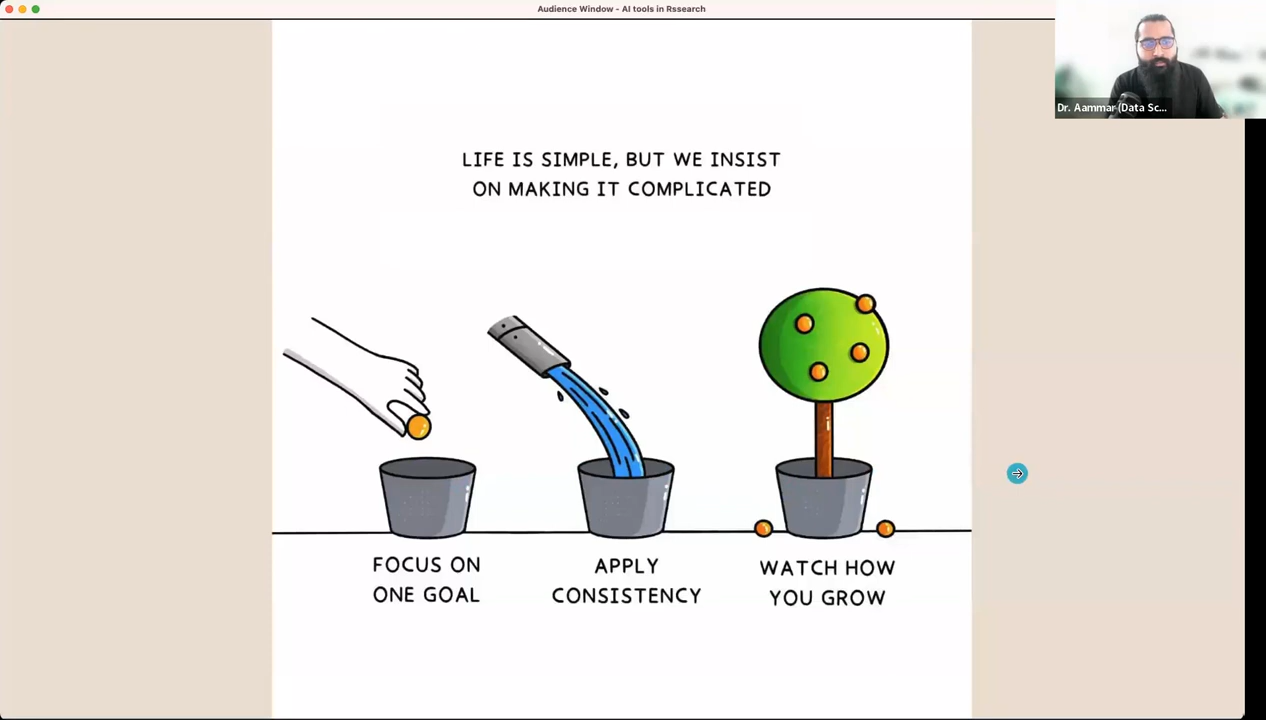 Audience Window - AI tools in Rssearch
Dr. Aammar (Data Sc...
LIFE IS SIMPLE, BUT WE INSIST
ON MAKING IT COMPLICATED
FOCUS ON
ONE GOAL
APPLY
CONSISTENCY
WATCH HOW
YOU GROW